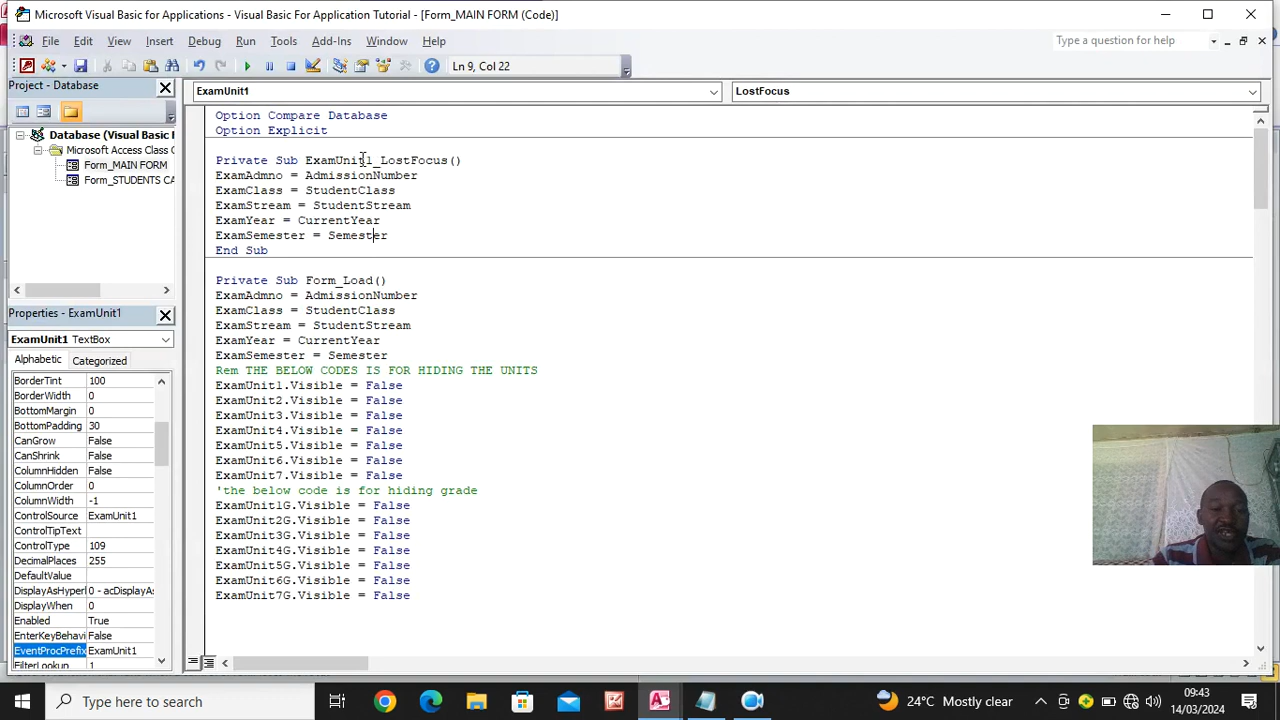 Microsoft Visual Basic for Applications - Visual Basic For Application Tutorial - [Form_MAIN FORM (Code)]
File Edit View Insert Format Debug Run Tools Add-Ins Window Help
Type a question for help
Ln 9, Col 22
Project - Database
ExamUnit1
LostFocus
Database (Visual Basic F
Microsoft Access Class O
Form_MAIN FORM
Form_STUDENTS CA
Option Compare Database
Option Explicit
Private Sub ExamUnit1_LostFocus()
ExamAdmno = AdmissionNumber
ExamClass = StudentClass
ExamStream = StudentStream
ExamYear = CurrentYear
ExamSemester = Semester
End Sub
Private Sub Form_Load()
ExamAdmno = AdmissionNumber
ExamClass = StudentClass
ExamStream = StudentStream
ExamYear = CurrentYear
ExamSemester = Semester
Rem THE BELOW CODES IS FOR HIDING THE UNITS
ExamUnit1.Visible = False
ExamUnit2.Visible = False
ExamUnit3.Visible = False
ExamUnit4.Visible = False
ExamUnit5.Visible = False
ExamUnit6.Visible = False
ExamUnit7.Visible = False
'the below code is for hiding grade
ExamUnit1G.Visible = False
ExamUnit2G.Visible = False
ExamUnit3G.Visible = False
ExamUnit4G.Visible = False
ExamUnit5G.Visible = False
ExamUnit6G.Visible = False
ExamUnit7G.Visible = False
Properties - ExamUnit1
ExamUnit1 TextBox
Alphabetic Categorized
BorderTint 100
BorderWidth 0
BottomMargin 0
BottomPadding 30
CanGrow False
CanShrink False
ColumnHidden False
ColumnOrder 0
ColumnWidth -1
ControlSource ExamUnit1
ControlTipText
ControlType 109
DecimalPlaces 255
DefaultValue
DisplayAsHyperl 0 - acDisplayAs
DisplayWhen 0
Enabled True
EnterKeyBehavi False
EventProcPrefix ExamUnit1
FilterLookup 1
Type here to search
24°C Mostly clear
09:43
14/03/2024